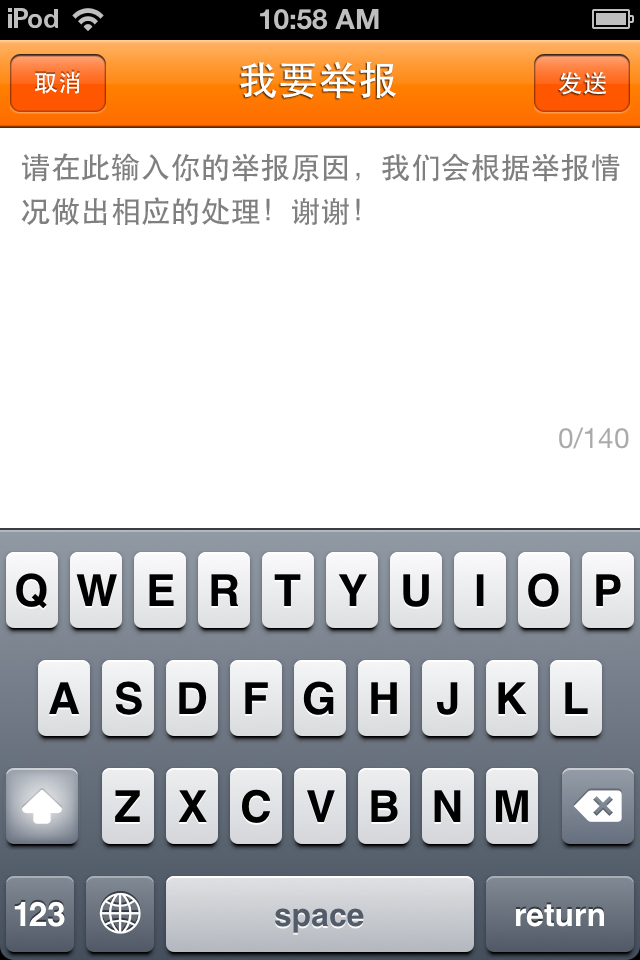 iPod 10:58 AM
取消 我要举报 发送
请在此输入你的举报原因，我们会根据举报情
况做出相应的处理！谢谢！
0/140
Q W E R T Y U I O P
A S D F G H J K L
Z X C V B N M
123 space return